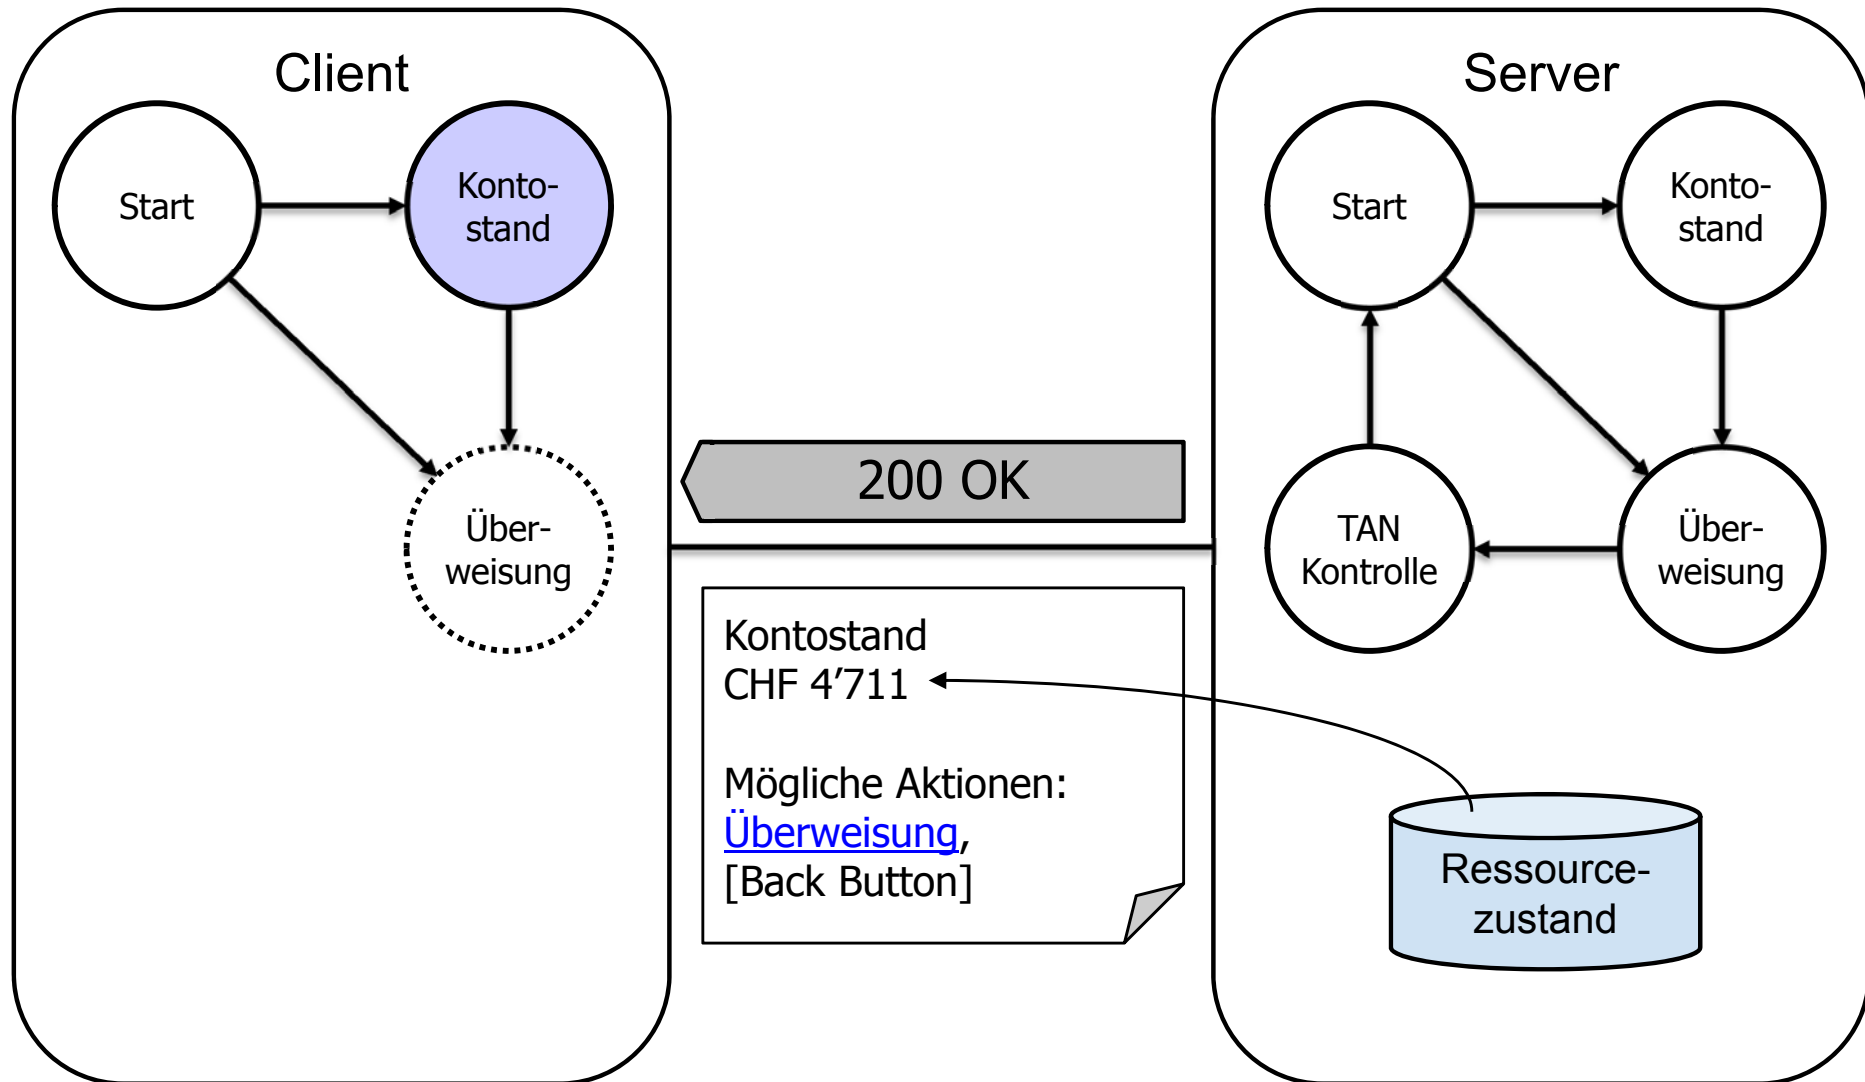 Client
Start
Konto-
stand
Über-
weisung
200 OK
Kontostand
CHF 4’711
Mögliche Aktionen:
Überweisung,
[Back Button]
Server
Start
Konto-
stand
TAN
Kontrolle
Über-
weisung
Ressource-
zustand